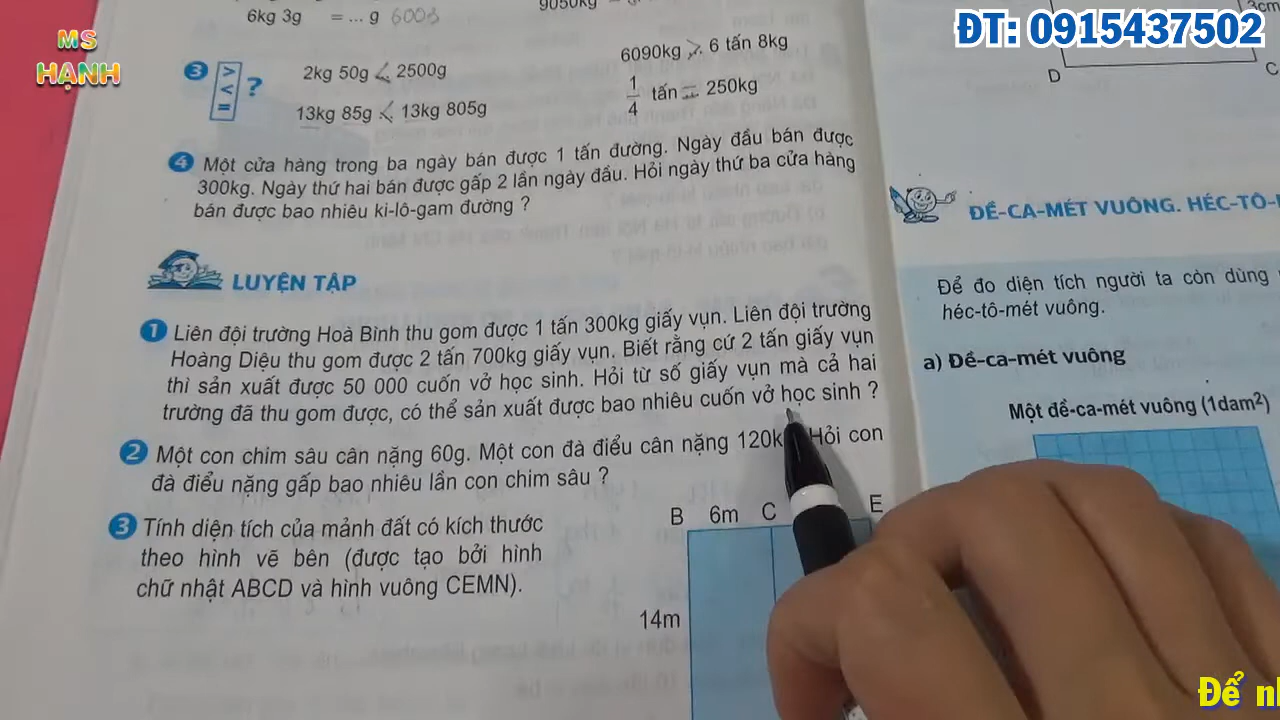 MS
HẠNH
ĐT: 0915437502
6kg 3g = ... g 6003
9050kg
3 > < = ?
2kg 50g < 2500g
6090kg > 6 tấn 8kg
13kg 85g < 13kg 805g
1/4 tấn = 250kg
4 Một cửa hàng trong ba ngày bán được 1 tấn đường. Ngày đầu bán được
300kg. Ngày thứ hai bán được gấp 2 lần ngày đầu. Hỏi ngày thứ ba cửa hàng
bán được bao nhiêu ki-lô-gam đường ?
LUYỆN TẬP
1 Liên đội trường Hoà Bình thu gom được 1 tấn 300kg giấy vụn. Liên đội trường
Hoàng Diệu thu gom được 2 tấn 700kg giấy vụn. Biết rằng cứ 2 tấn giấy vụn
thì sản xuất được 50 000 cuốn vở học sinh. Hỏi từ số giấy vụn mà cả hai
trường đã thu gom được, có thể sản xuất được bao nhiêu cuốn vở học sinh ?
2 Một con chim sâu cân nặng 60g. Một con đà điểu cân nặng 120k Hỏi con
đà điểu nặng gấp bao nhiêu lần con chim sâu ?
3 Tính diện tích của mảnh đất có kích thước
theo hình vẽ bên (được tạo bởi hình
chữ nhật ABCD và hình vuông CEMN).
B 6m C E
14m
3cm
D C
ĐỀ-CA-MÉT VUÔNG. HÉC-TÔ-
Để đo diện tích người ta còn dùng
héc-tô-mét vuông.
a) Đề-ca-mét vuông
Một đề-ca-mét vuông (1dam²)
Để nh